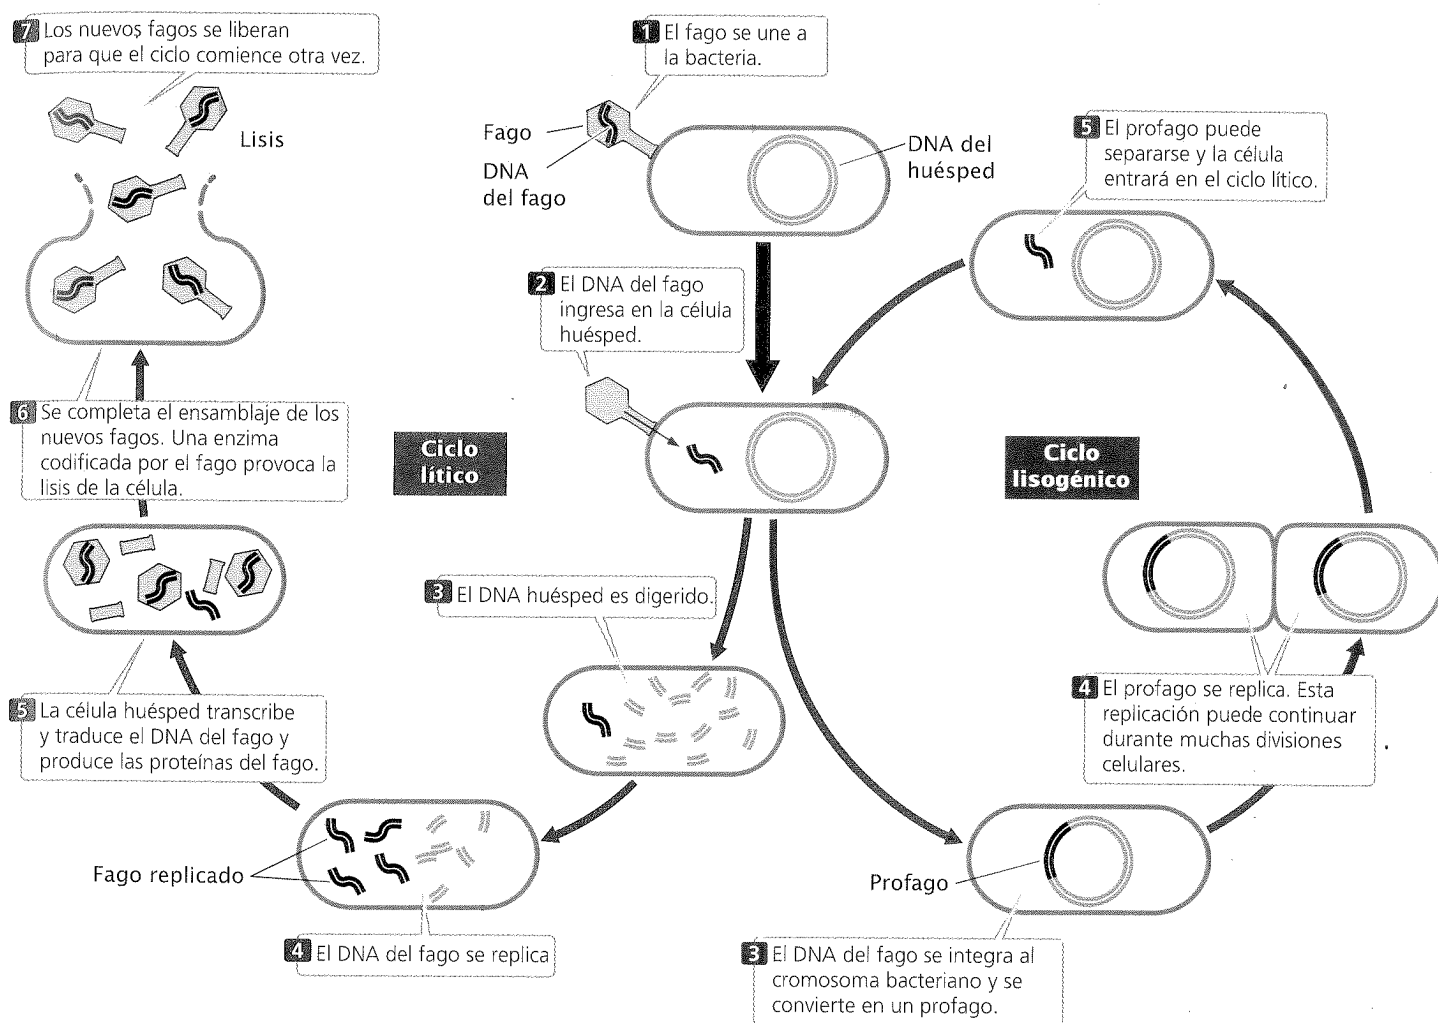 7 Los nuevos fagos se liberan
para que el ciclo comience otra vez.
Lisis
1 El fago se une a
la bacteria.
Fago
DNA
del fago
DNA del
huésped
5 El profago puede
separarse y la célula
entrará en el ciclo lítico.
2 El DNA del fago
ingresa en la célula
huésped.
6 Se completa el ensamblaje de los
nuevos fagos. Una enzima
codificada por el fago provoca la
lisis de la célula.
Ciclo
lítico
Ciclo
lisogénico
3 El DNA huésped es digerido.
5 La célula huésped transcribe
y traduce el DNA del fago y
produce las proteínas del fago.
4 El profago se replica. Esta
replicación puede continuar
durante muchas divisiones
celulares.
Fago replicado
4 El DNA del fago se replica
Profago
3 El DNA del fago se integra al
cromosoma bacteriano y se
convierte en un profago.